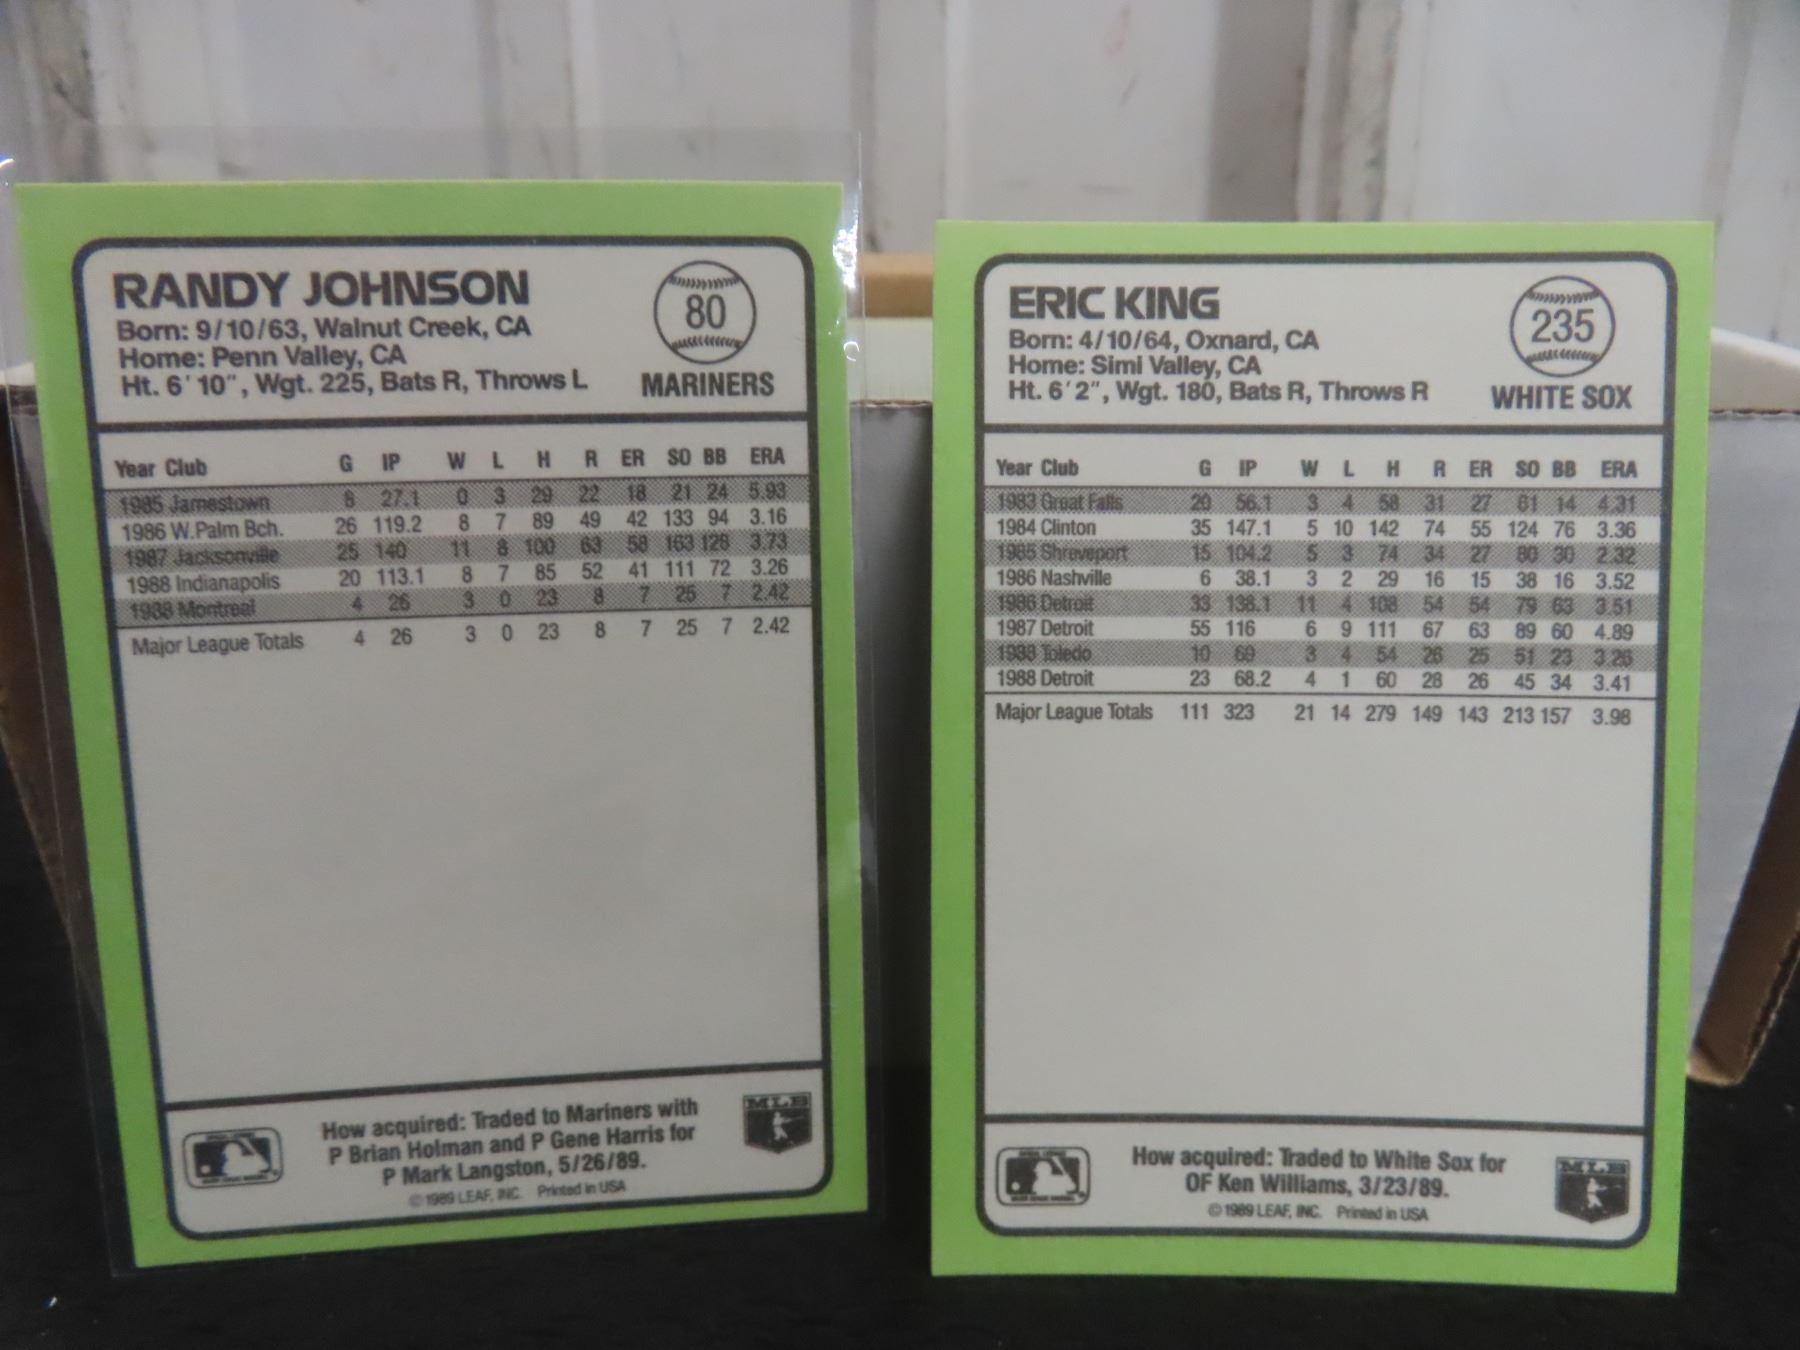 RANDY JOHNSON
80
Born: 9/10/63, Walnut Creek, CA
Home: Penn Valley, CA
Ht. 6'10", Wgt. 225, Bats R, Throws L
MARINERS
Year Club G IP W L H R ER SO BB ERA
1985 Jamestown 8 27.1 0 3 29 22 18 21 24 5.93
1986 W.Palm Bch. 26 119.2 8 7 89 49 42 133 94 3.16
1987 Jacksonville 25 140 11 8 100 63 58 163 128 3.73
1988 Indianapolis 20 113.1 8 7 85 52 41 111 72 3.26
1988 Montreal 4 26 3 0 23 8 7 25 7 2.42
Major League Totals 4 26 3 0 23 8 7 25 7 2.42
How acquired: Traded to Mariners with
P Brian Holman and P Gene Harris for
P Mark Langston, 5/26/89.
© 1989 LEAF, INC. Printed in USA
MLB
ERIC KING
235
Born: 4/10/64, Oxnard, CA
Home: Simi Valley, CA
Ht. 6'2", Wgt. 180, Bats R, Throws R
WHITE SOX
Year Club G IP W L H R ER SO BB ERA
1983 Great Falls 20 56.1 3 4 58 31 27 61 14 4.31
1984 Clinton 35 147.1 5 10 142 74 55 124 76 3.36
1985 Shreveport 15 104.2 5 3 74 34 27 80 30 2.32
1986 Nashville 6 38.1 3 2 29 16 15 38 16 3.52
1986 Detroit 33 138.1 11 4 108 54 54 79 63 3.51
1987 Detroit 55 116 6 9 111 67 63 89 60 4.89
1988 Toledo 10 69 3 4 54 26 25 51 23 3.26
1988 Detroit 23 68.2 4 1 60 28 26 45 34 3.41
Major League Totals 111 323 21 14 279 149 143 213 157 3.98
How acquired: Traded to White Sox for
OF Ken Williams, 3/23/89.
© 1989 LEAF, INC. Printed in USA
MLB